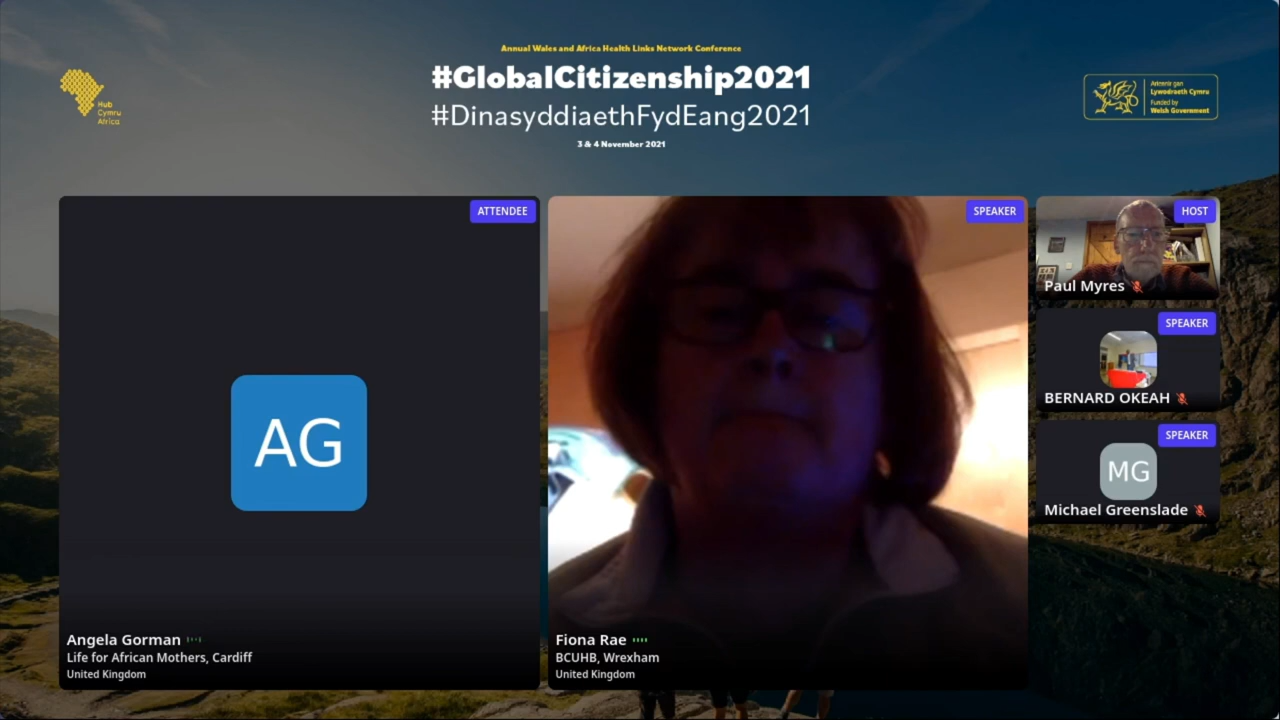 Annual Wales and Africa Health Links Network Conference
#GlobalCitizenship2021
#DinasyddiaethFydEang2021
3 & 4 November 2021
Hub
Cymru
Africa
Ariennir gan
Lywodraeth Cymru
Funded by
Welsh Government
ATTENDEE
AG
Angela Gorman
Life for African Mothers, Cardiff
United Kingdom
SPEAKER
Fiona Rae
BCUHB, Wrexham
United Kingdom
HOST
Paul Myres
SPEAKER
BERNARD OKEAH
SPEAKER
MG
Michael Greenslade